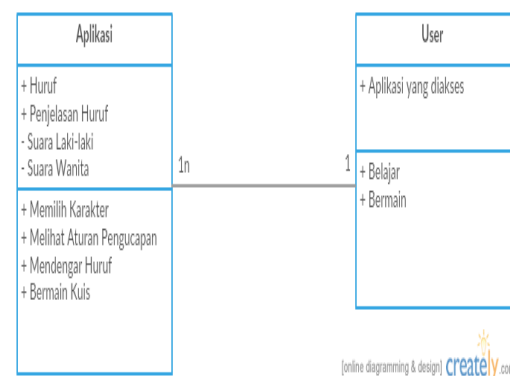 Aplikasi
+ Huruf
+ Penjelasan Huruf
- Suara Laki-laki
- Suara Wanita
+ Memilih Karakter
+ Melihat Aturan Pengucapan
+ Mendengar Huruf
+ Bermain Kuis
1n
1
User
+ Aplikasi yang diakses
+ Belajar
+ Bermain
[online diagramming & design] creately.com